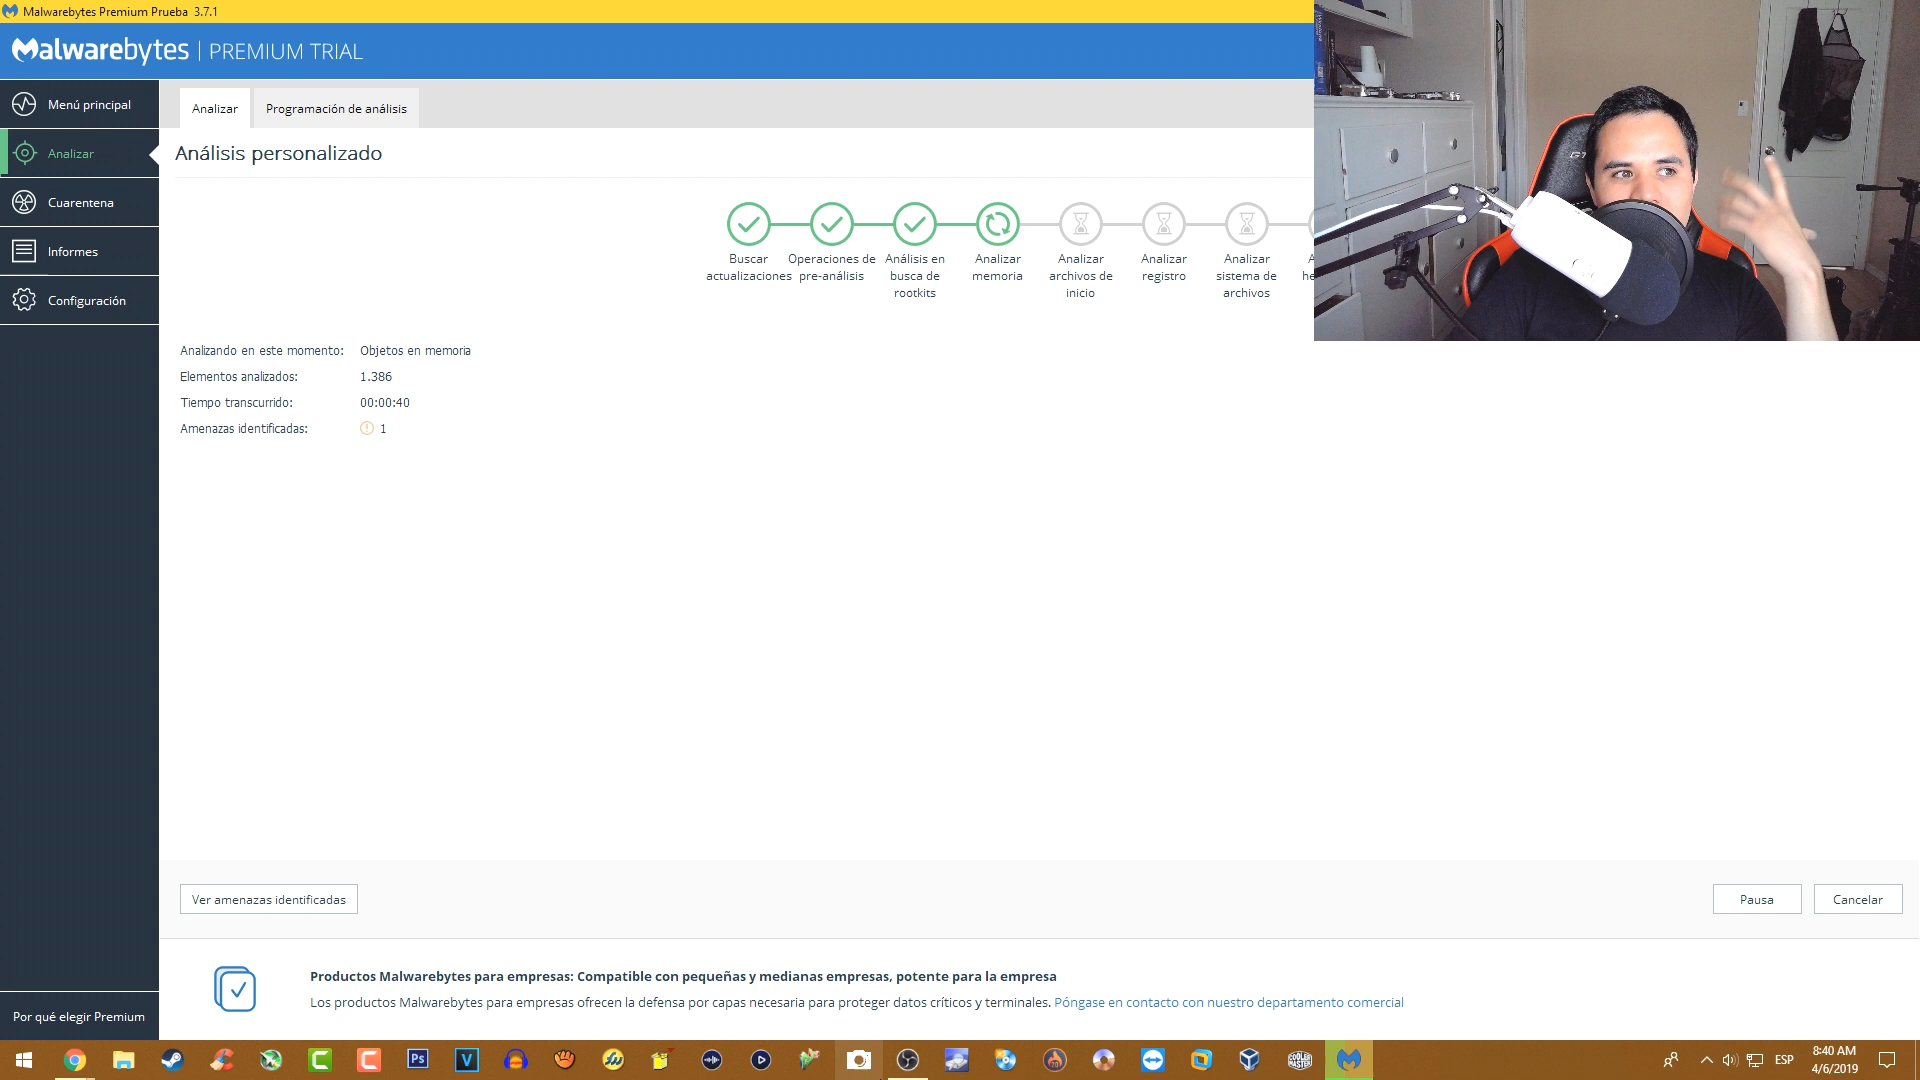 Malwarebytes Premium Prueba 3.7.1
Malwarebytes | PREMIUM TRIAL
Menú principal
Analizar
Cuarentena
Informes
Configuración
Por qué elegir Premium
Analizar
Programación de análisis
Análisis personalizado
Buscar
actualizaciones
Operaciones de
pre-análisis
Análisis en
busca de
rootkits
Analizar
memoria
Analizar
archivos de
inicio
Analizar
registro
Analizar
sistema de
archivos
Analizando en este momento: Objetos en memoria
Elementos analizados: 1.386
Tiempo transcurrido: 00:00:40
Amenazas identificadas: 1
Ver amenazas identificadas
Pausa
Cancelar
Productos Malwarebytes para empresas: Compatible con pequeñas y medianas empresas, potente para la empresa
Los productos Malwarebytes para empresas ofrecen la defensa por capas necesaria para proteger datos críticos y terminales. Póngase en contacto con nuestro departamento comercial
Ps
V
COOLER
MASTER
ESP
8:40 AM
4/6/2019